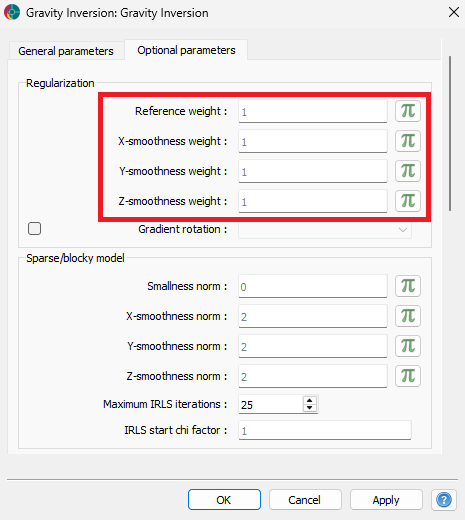 Gravity Inversion: Gravity Inversion
General parameters Optional parameters
Regularization
Reference weight : 1 π
X-smoothness weight : 1 π
Y-smoothness weight : 1 π
Z-smoothness weight : 1 π
Gradient rotation :
Sparse/blocky model
Smallness norm : 0 π
X-smoothness norm : 2 π
Y-smoothness norm : 2 π
Z-smoothness norm : 2 π
Maximum IRLS iterations : 25
IRLS start chi factor : 1
OK Cancel Apply ?